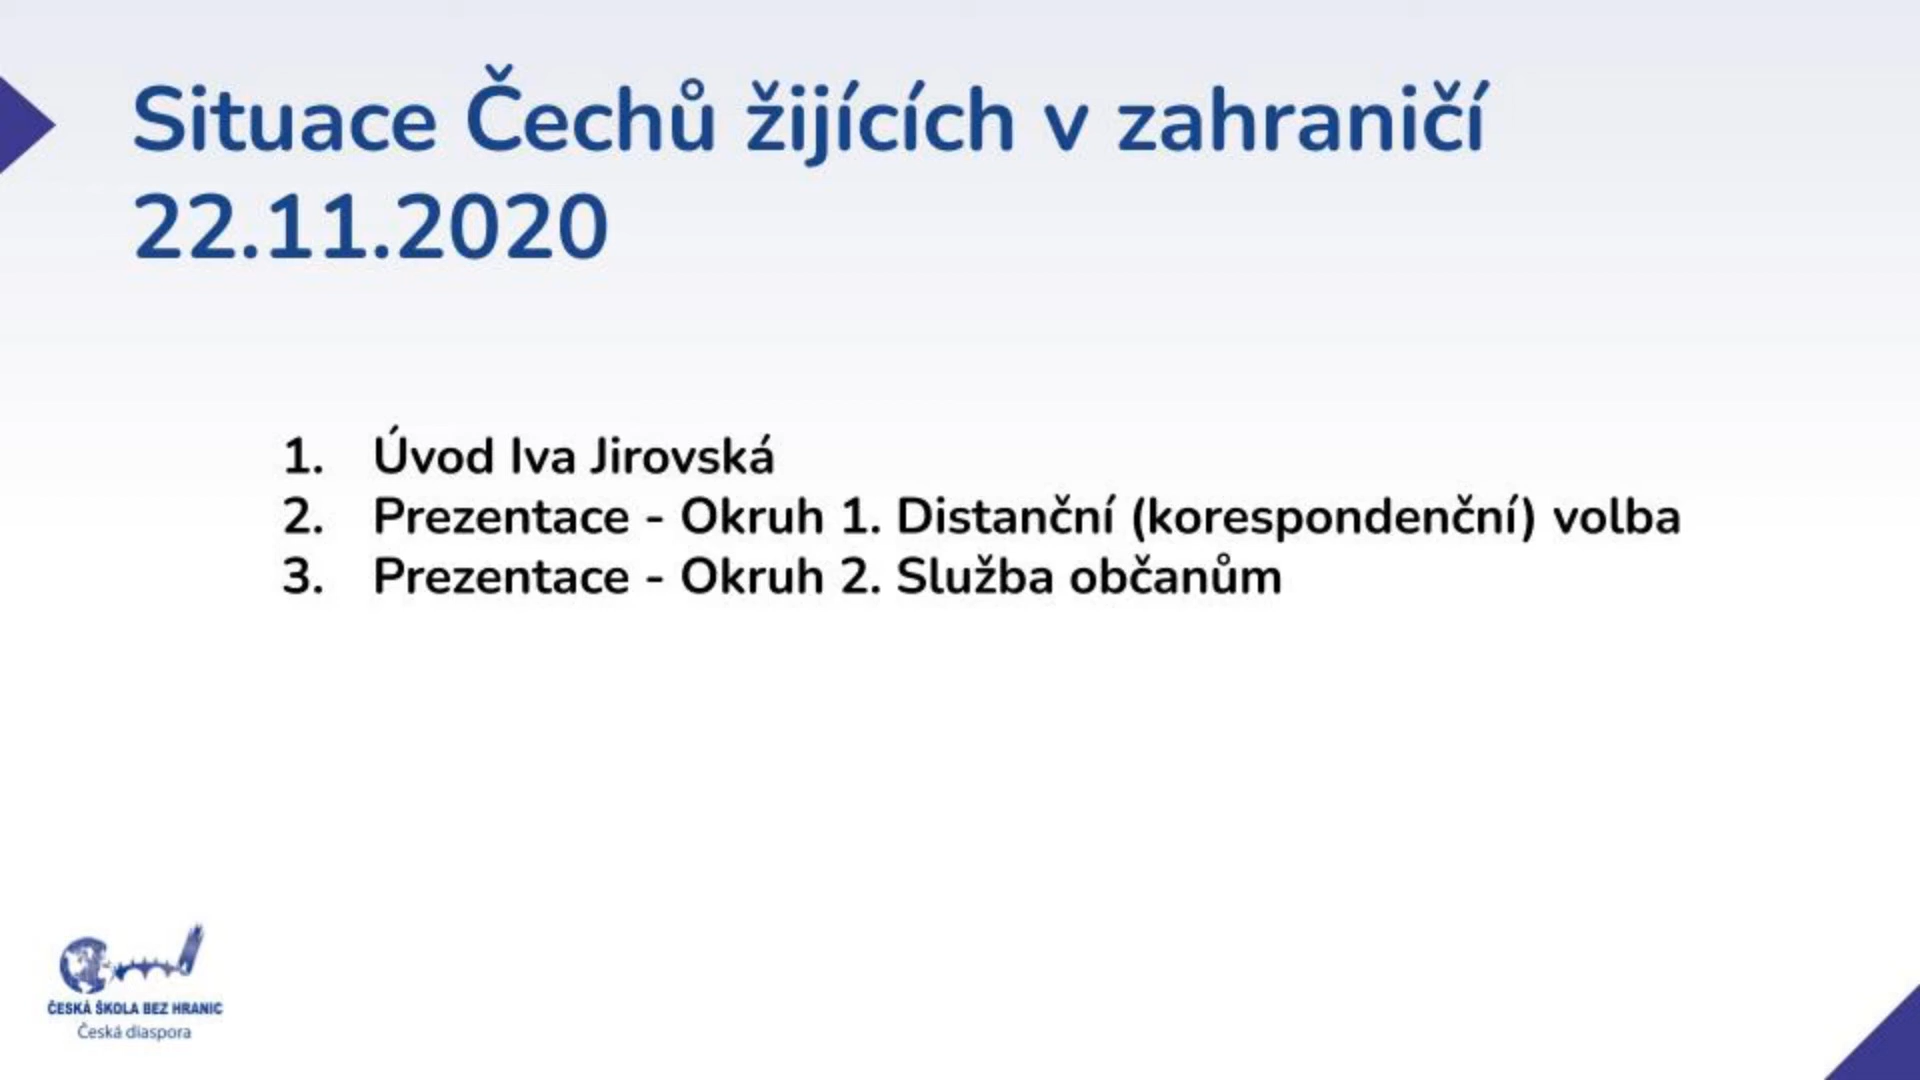 Situace Čechů žijících v zahraničí
22.11.2020
1. Úvod Iva Jirovská
2. Prezentace - Okruh 1. Distanční (korespondenční) volba
3. Prezentace - Okruh 2. Služba občanům
ČESKÁ ŠKOLA BEZ HRANIC
Česká diaspora